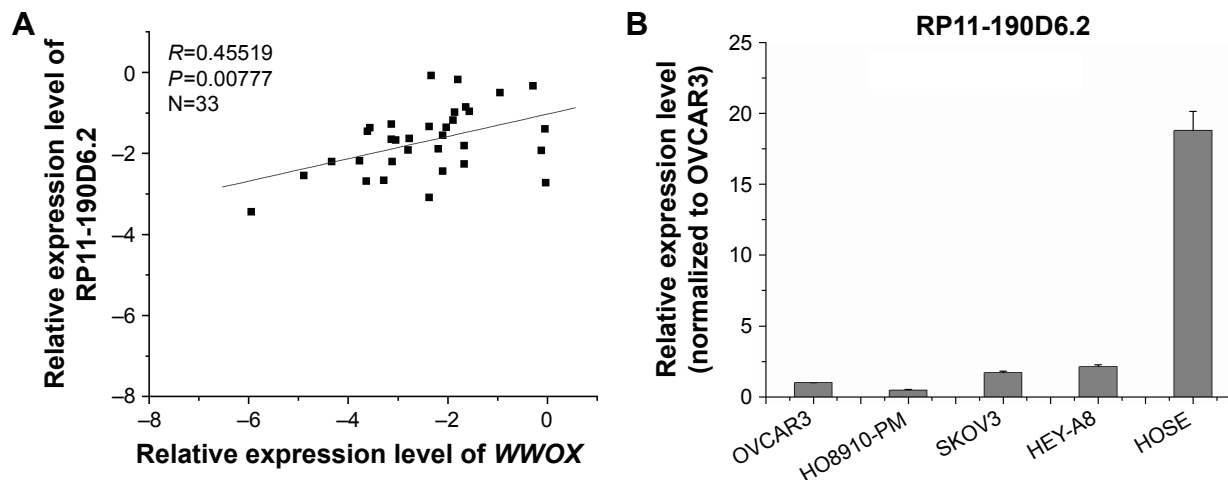 A
R=0.45519
P=0.00777
N=33
Relative expression level of
RP11-190D6.2
0
–2
–4
–6
–8
–8
–6
–4
–2
0
Relative expression level of WWOX
B
RP11-190D6.2
Relative expression level
(normalized to OVCAR3)
25
20
15
10
5
0
OVCAR3
HO8910-PM
SKOV3
HEY-A8
HOSE